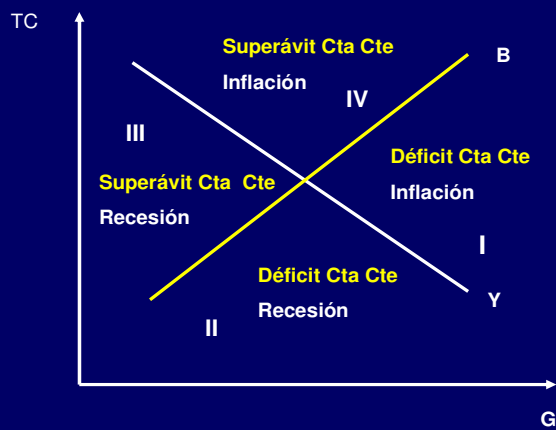 TC
Superávit Cta Cte
Inflación
B
IV
III
Déficit Cta Cte
Inflación
Superávit Cta Cte
Recesión
I
Déficit Cta Cte
Recesión
Y
II
G